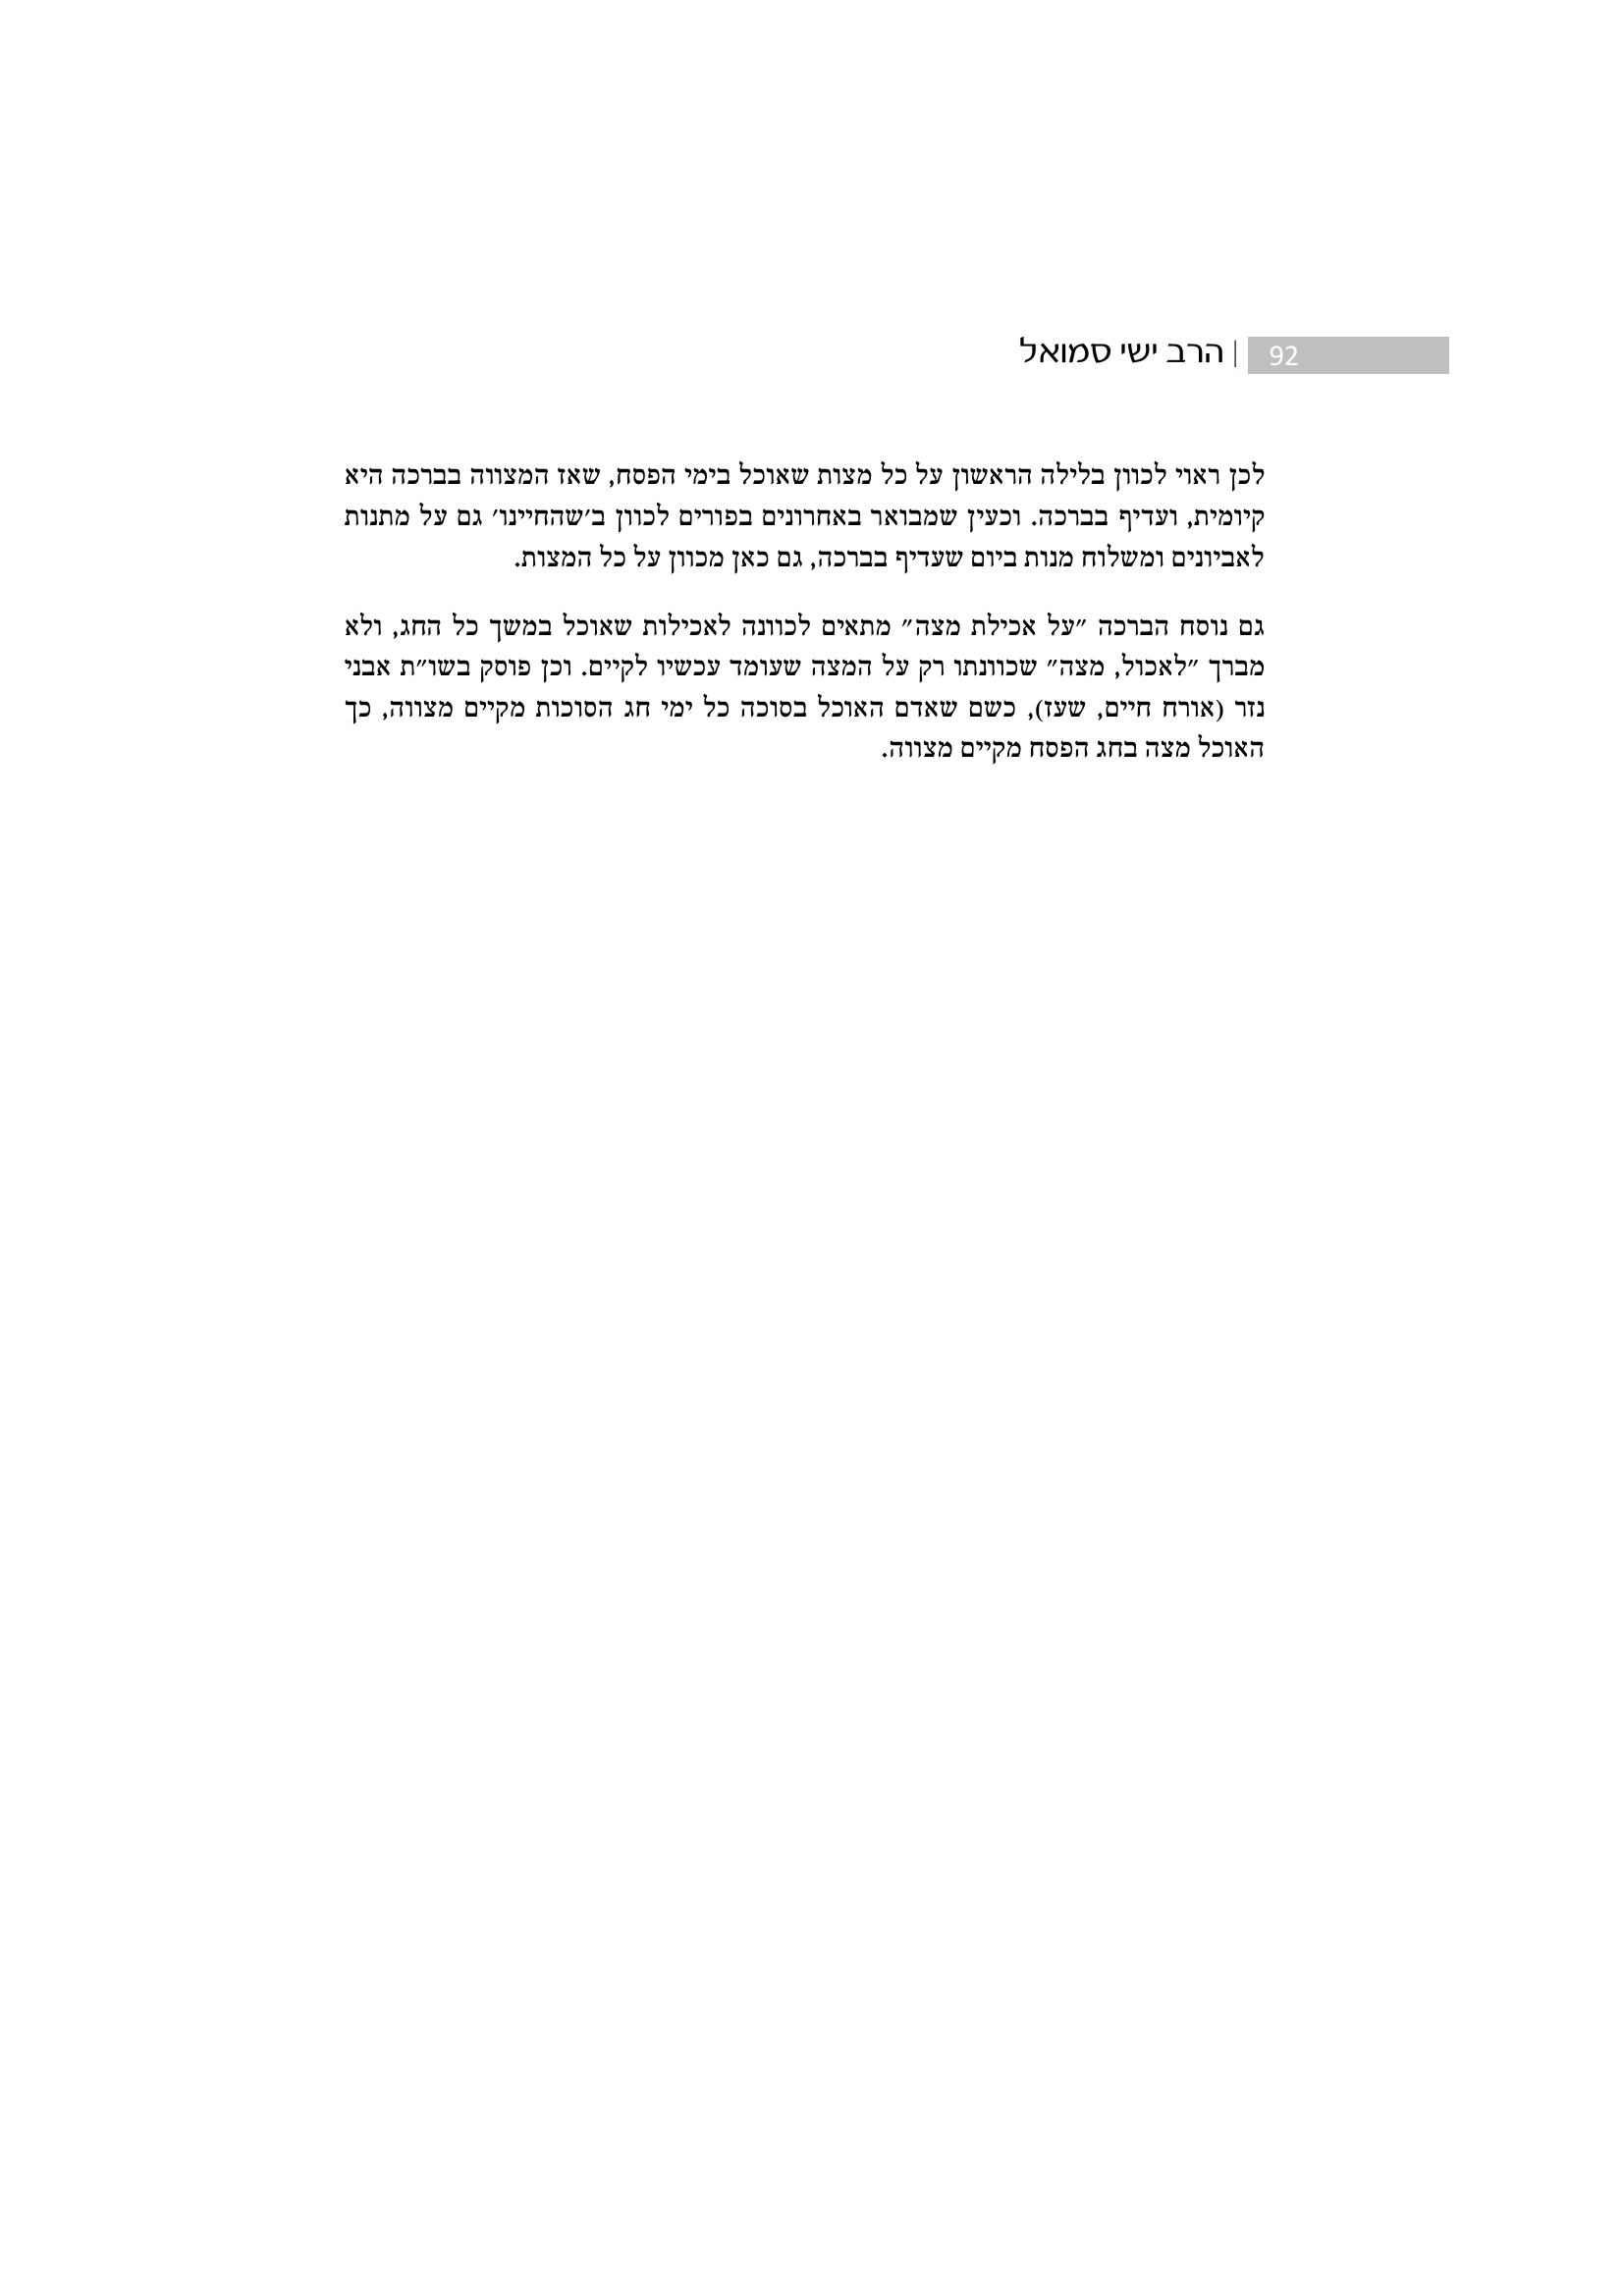 92 | הרב ישי סמואל
לכן ראוי לכוון בלילה הראשון על כל מצות שאוכל בימי הפסח, שאז המצווה בברכה היא
קיומית, ועדיף בברכה. וכעין שמבואר באחרונים בפורים לכוון ב׳שהחיינו׳ גם על מתנות
לאביונים ומשלוח מנות ביום שעדיף בברכה, גם כאן מכוון על כל המצות.
גם נוסח הברכה ״על אכילת מצה״ מתאים לכוונה לאכילות שאוכל במשך כל החג, ולא
מברך ״לאכול, מצה״ שכוונתו רק על המצה שעומד עכשיו לקיים. וכן פוסק בשו״ת אבני
נזר (אורח חיים, שעז), כשם שאדם האוכל בסוכה כל ימי חג הסוכות מקיים מצווה, כך
האוכל מצה בחג הפסח מקיים מצווה.